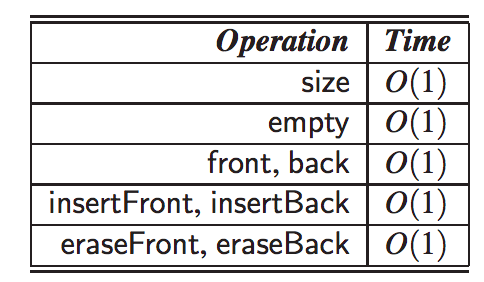 Operation Time
size O(1)
empty O(1)
front, back O(1)
insertFront, insertBack O(1)
eraseFront, eraseBack O(1)